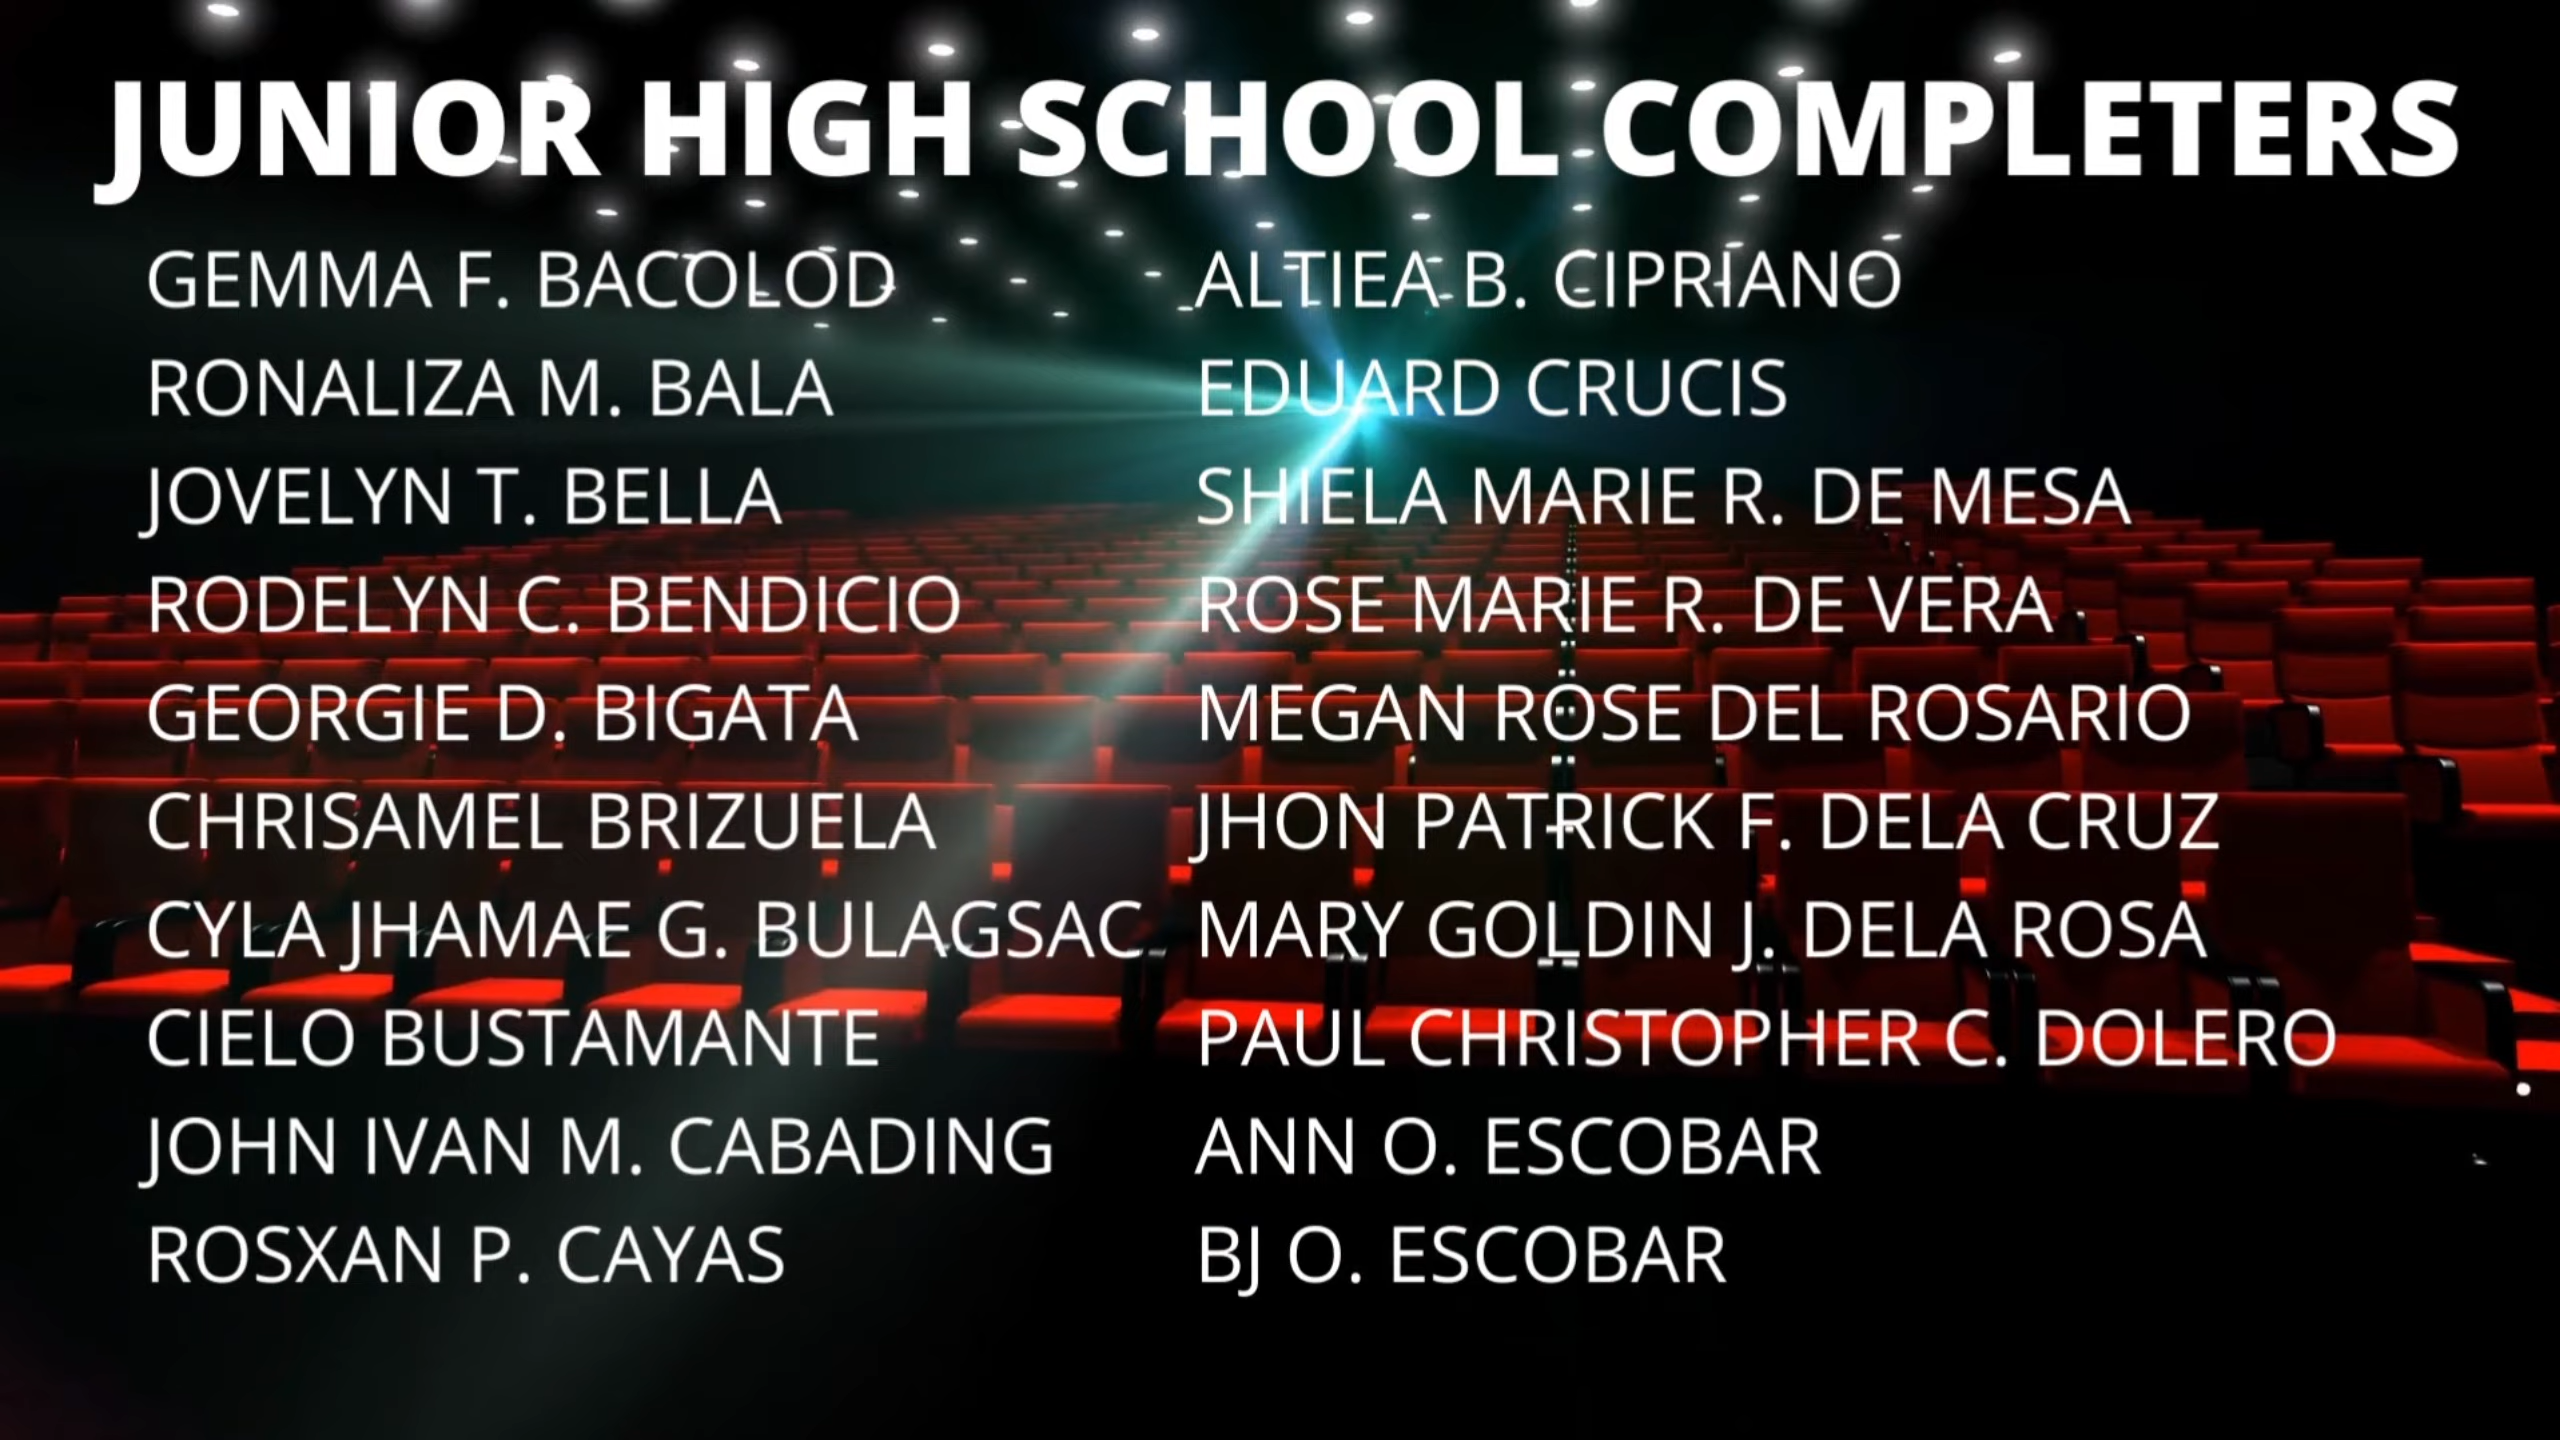 JUNIOR HIGH SCHOOL COMPLETERS
GEMMA F. BACOLOD
RONALIZA M. BALA
JOVELYN T. BELLA
RODELYN C. BENDICIO
GEORGIE D. BIGATA
CHRISAMEL BRIZUELA
CYLA JHAMAE G. BULAGSAC
CIELO BUSTAMANTE
JOHN IVAN M. CABADING
ROSXAN P. CAYAS
ALTIEA B. CIPRIANO
EDUARD CRUCIS
SHIELA MARIE R. DE MESA
ROSE MARIE R. DE VERA
MEGAN ROSE DEL ROSARIO
JHON PATRICK F. DELA CRUZ
MARY GOLDIN J. DELA ROSA
PAUL CHRISTOPHER C. DOLERO
ANN O. ESCOBAR
BJ O. ESCOBAR